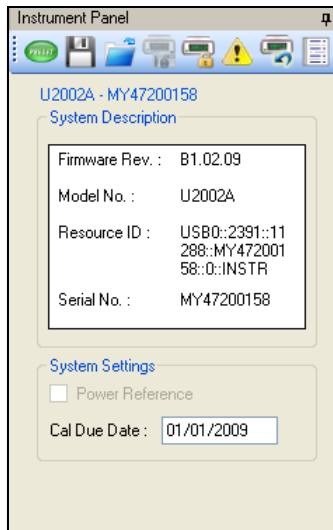 Instrument Panel
PRESET
U2002A - MY47200158
System Description
Firmware Rev. : B1.02.09
Model No. : U2002A
Resource ID : USB0::2391::11
288::MY472001
58::0::INSTR
Serial No. : MY47200158
System Settings
Power Reference
Cal Due Date : 01/01/2009